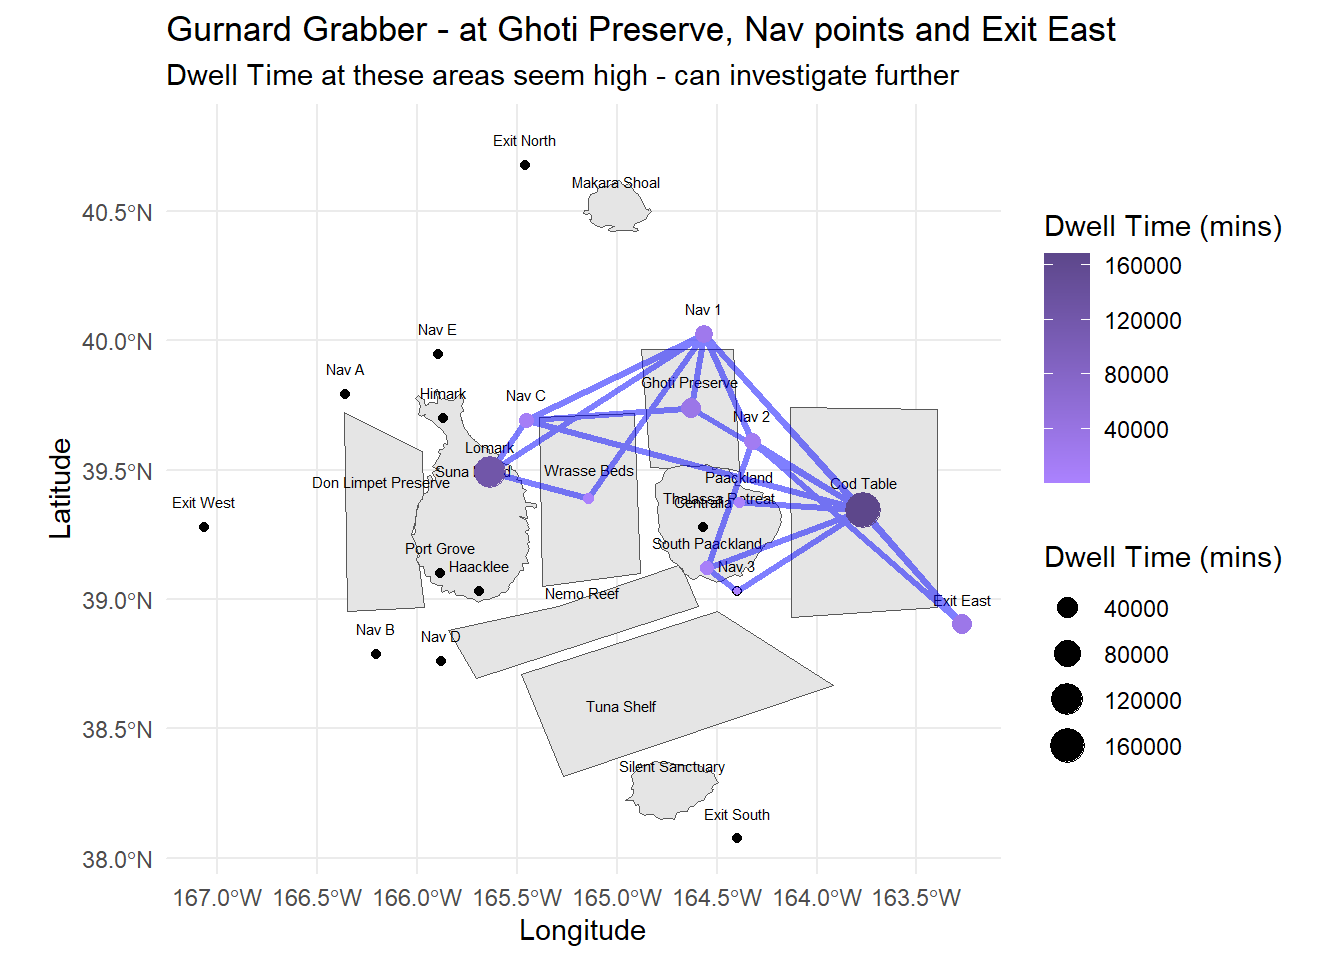 Gurnard Grabber - at Ghoti Preserve, Nav points and Exit East
Dwell Time at these areas seem high - can investigate further
Exit North
Makara Shoal
40.5°N
Nav 1
Nav E
40.0°N
Nav A
Ghoti Preserve
Himark
Nav C
Nav 2
Lomark
39.5°N
Suna
Wrasse Beds
Paackland
Don Limpet Preserve
Cod Table
Thalassa Retreat
Centralia
Exit West
Port Grove
South Paackland
Haacklee
Nav 3
Nemo Reef
39.0°N
Exit East
Nav B
Nav D
Tuna Shelf
38.5°N
Silent Sanctuary
Exit South
38.0°N
167.0°W 166.5°W 166.0°W 165.5°W 165.0°W 164.5°W 164.0°W 163.5°W
Longitude
Latitude
Dwell Time (mins)
160000
120000
80000
40000
Dwell Time (mins)
40000
80000
120000
160000